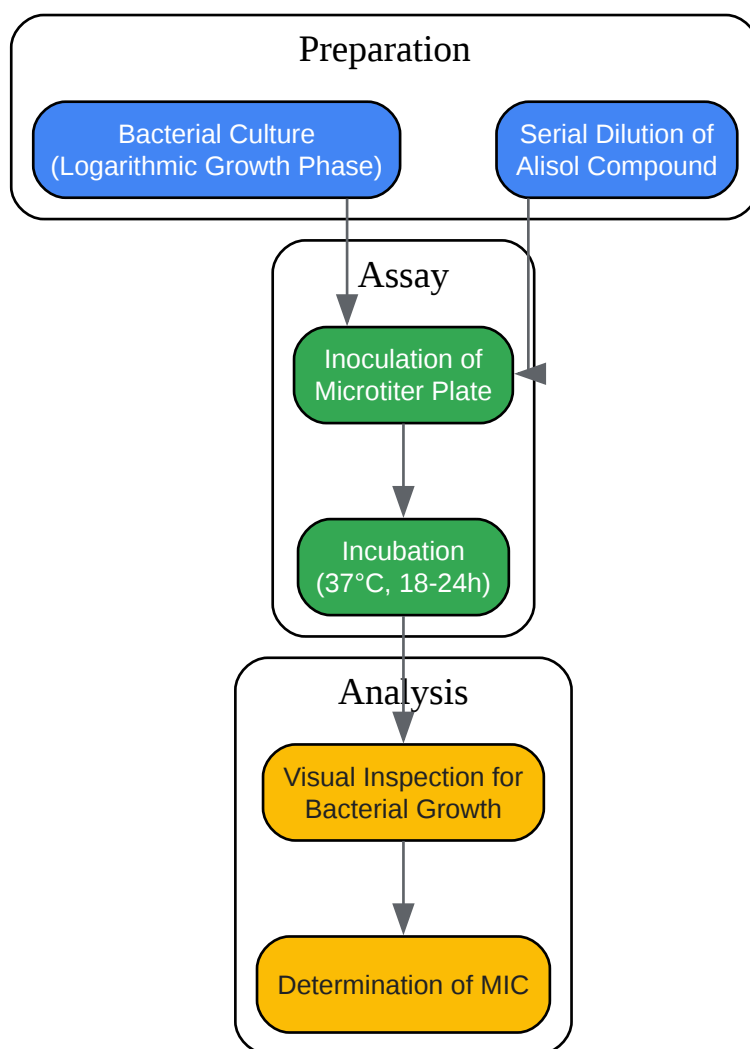 Preparation
Bacterial Culture
(Logarithmic Growth Phase)
Serial Dilution of
Alisol Compound
Assay
Inoculation of
Microtiter Plate
Incubation
(37°C, 18-24h)
Analysis
Visual Inspection for
Bacterial Growth
Determination of MIC